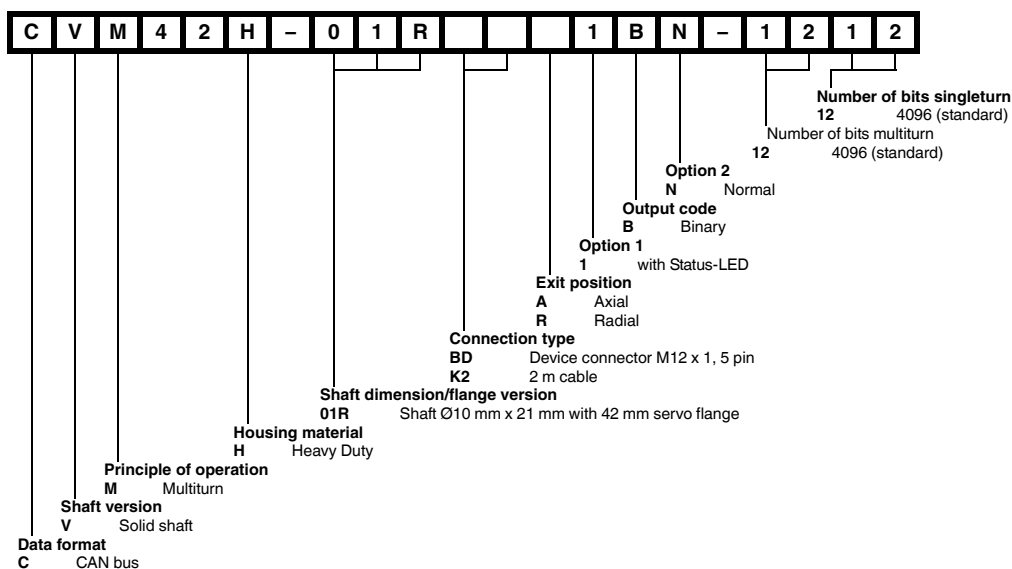 C V M 4 2 H – 0 1 R 1 B N – 1 2 1 2
Number of bits singleturn
12 4096 (standard)
Number of bits multiturn
12 4096 (standard)
Option 2
N Normal
Output code
B Binary
Option 1
1 with Status-LED
Exit position
A Axial
R Radial
Connection type
BD Device connector M12 x 1, 5 pin
K2 2 m cable
Shaft dimension/flange version
01R Shaft Ø10 mm x 21 mm with 42 mm servo flange
Housing material
H Heavy Duty
Principle of operation
M Multiturn
Shaft version
V Solid shaft
Data format
C CAN bus